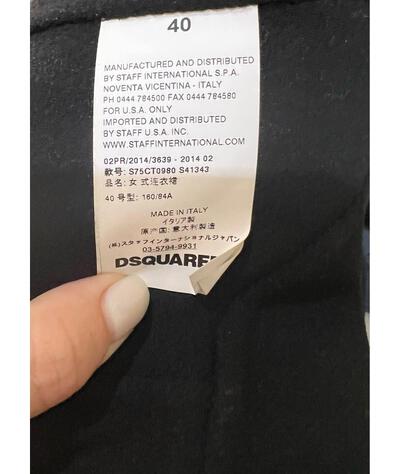 40
MANUFACTURED AND DISTRIBUTED
BY STAFF INTERNATIONAL S.P.A.
NOVENTA VICENTINA - ITALY
PH 0444 784500 FAX 0444 784580
FOR U.S.A. ONLY
IMPORTED AND DISTRIBUTED
BY STAFF U.S.A. INC.
WWW.STAFFINTERNATIONAL.COM
02PR/2014/3639 - 2014 02
款号: S75CT0980 S41343
品名: 女式连衣裙
40 号型: 160/84A
MADE IN ITALY
イタリア製
原产国: 意大利製造
(株)スタッフインターナショナルジャパン
03-5794-9931